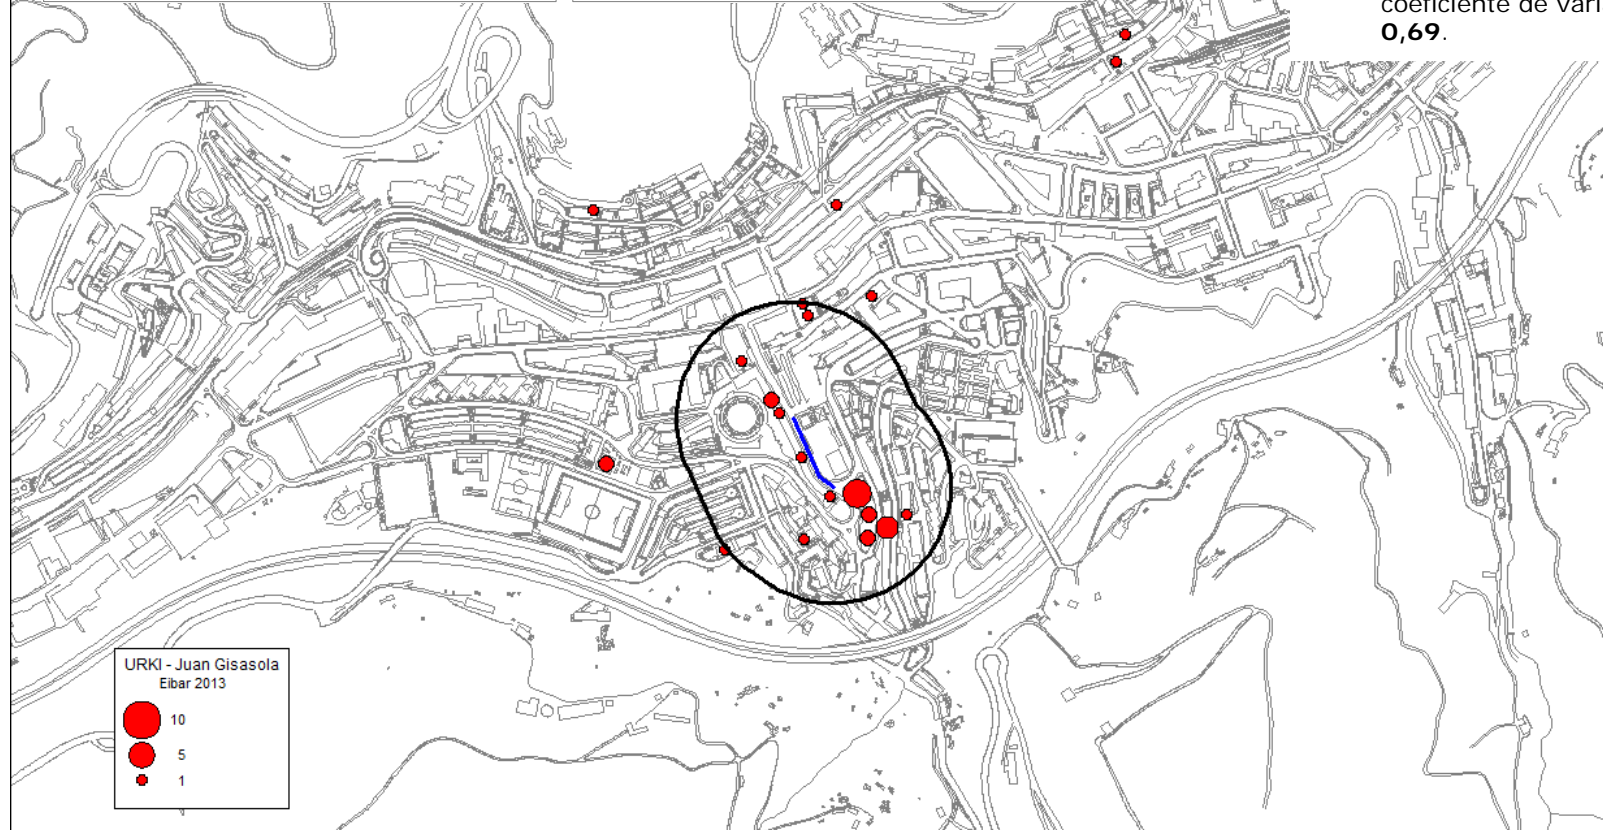 coeficiente de vari
0,69.
URKI - Juan Gisasola
Eibar 2013
10
5
1